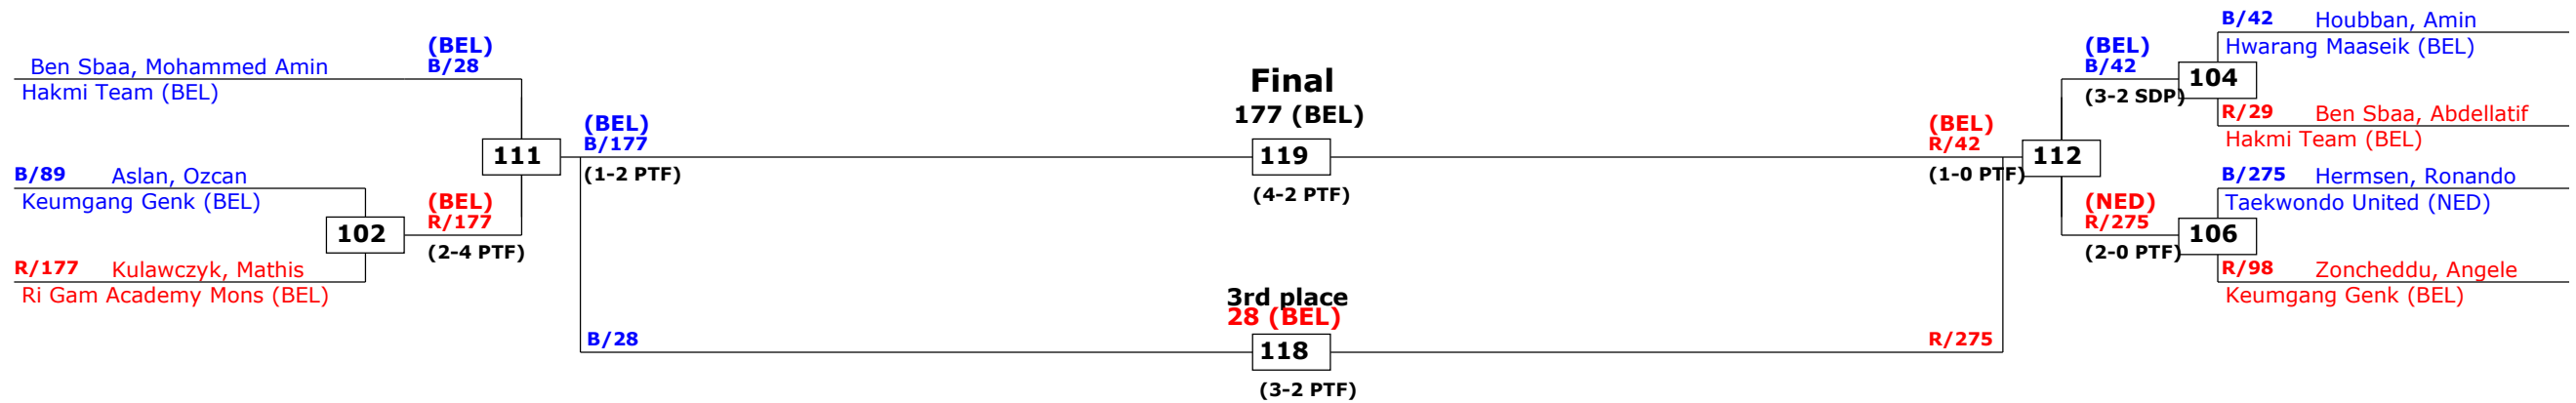 Ben Sbaa, Mohammed Amin
Hakmi Team (BEL)
(BEL)
B/28
B/89 Aslan, Ozcan
Keumgang Genk (BEL)
102
R/177 Kulawczyk, Mathis
Ri Gam Academy Mons (BEL)
(BEL)
R/177
(2-4 PTF)
111
(BEL)
B/177
(1-2 PTF)
Final
177 (BEL)
119
(4-2 PTF)
3rd place
28 (BEL)
B/28
118
R/275
(3-2 PTF)
(BEL)
R/42
(1-0 PTF)
112
(BEL)
B/42
(3-2 SDP)
104
B/42 Houbban, Amin
Hwarang Maaseik (BEL)
R/29 Ben Sbaa, Abdellatif
Hakmi Team (BEL)
(NED)
R/275
(2-0 PTF)
106
B/275 Hermsen, Ronando
Taekwondo United (NED)
R/98 Zoncheddu, Angele
Keumgang Genk (BEL)